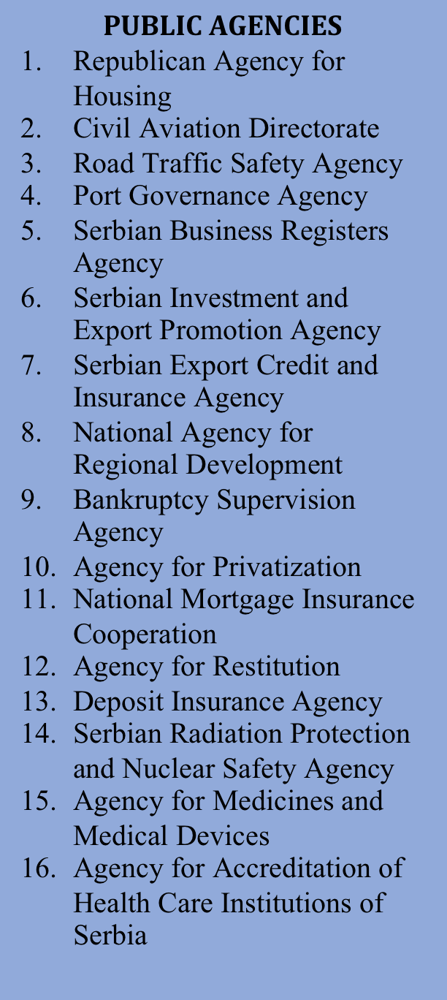 PUBLIC AGENCIES
1. Republican Agency for
Housing
2. Civil Aviation Directorate
3. Road Traffic Safety Agency
4. Port Governance Agency
5. Serbian Business Registers
Agency
6. Serbian Investment and
Export Promotion Agency
7. Serbian Export Credit and
Insurance Agency
8. National Agency for
Regional Development
9. Bankruptcy Supervision
Agency
10. Agency for Privatization
11. National Mortgage Insurance
Cooperation
12. Agency for Restitution
13. Deposit Insurance Agency
14. Serbian Radiation Protection
and Nuclear Safety Agency
15. Agency for Medicines and
Medical Devices
16. Agency for Accreditation of
Health Care Institutions of
Serbia